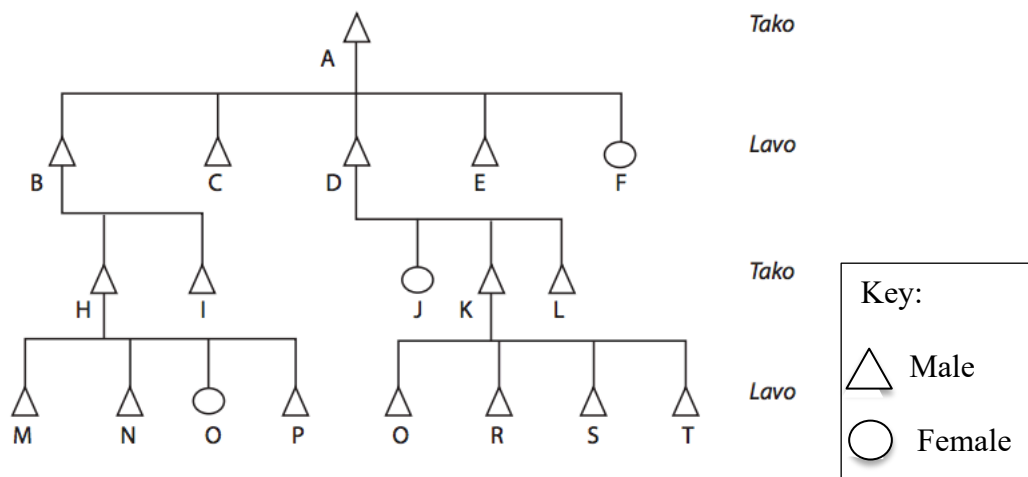 Tako
A
Lavo
B C D E F
Tako
H I J K L
Key:
Male
Lavo
M N O P O R S T
Female